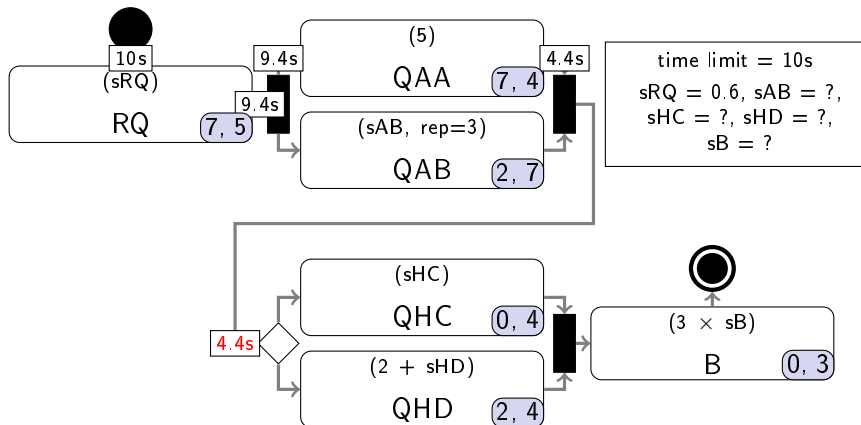 10s
(sRQ)
RQ
7, 5
9.4s
9.4s
(5)
QAA
7, 4
4.4s
(sAB, rep=3)
QAB
2, 7
time limit = 10s
sRQ = 0.6, sAB = ?,
sHC = ?, sHD = ?,
sB = ?
4.4s
(sHC)
QHC
0, 4
(2 + sHD)
QHD
2, 4
(3 × sB)
B
0, 3